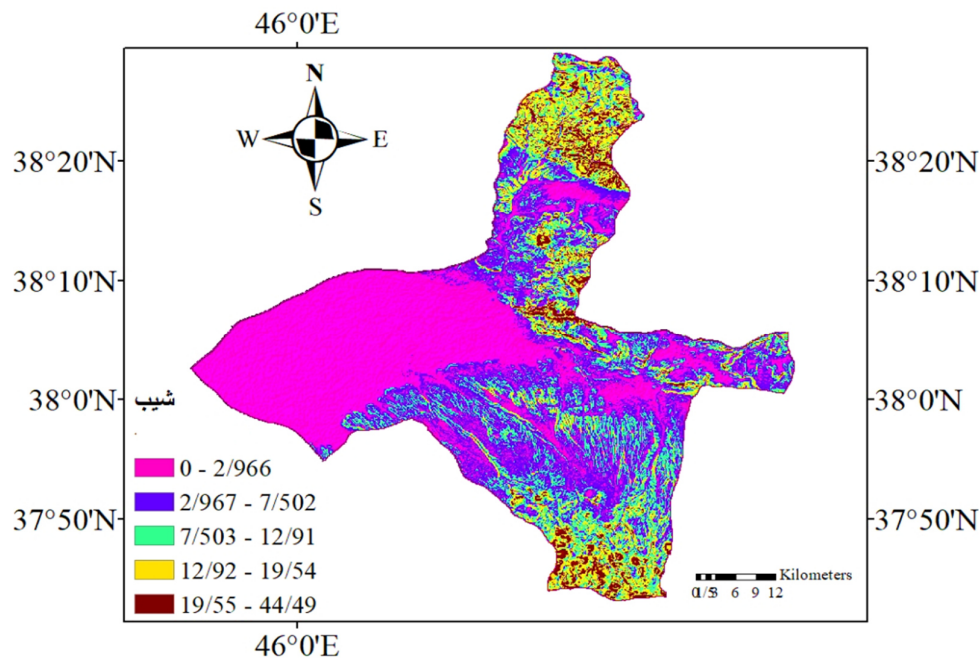 46°0'E
N
W E
S
38°20'N 38°20'N
38°10'N 38°10'N
38°0'N 38°0'N
37°50'N 37°50'N
شیب
0 - 2/966
2/967 - 7/502
7/503 - 12/91
12/92 - 19/54
19/55 - 44/49
Kilometers
0 6 9 12
46°0'E